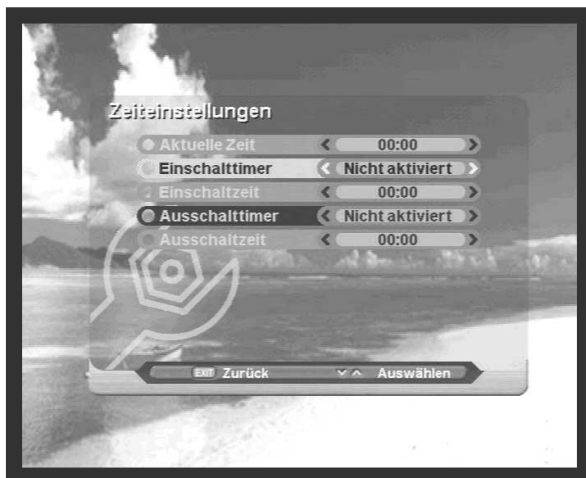 Zeiteinstellungen
Aktuelle Zeit 00:00
Einschalttimer Nicht aktiviert
Einschaltzeit 00:00
Ausschalttimer Nicht aktiviert
Ausschaltzeit 00:00
EXIT Zurück Auswählen